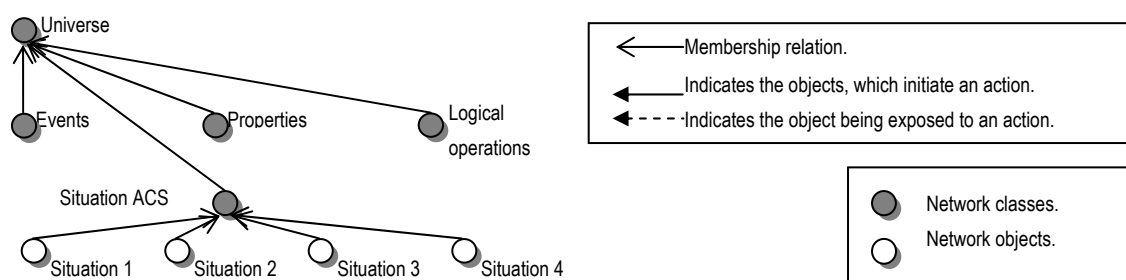 Universe
Events
Properties
Logical
operations
Situation ACS
Situation 1
Situation 2
Situation 3
Situation 4
Membership relation.
Indicates the objects, which initiate an action.
Indicates the object being exposed to an action.
Network classes.
Network objects.